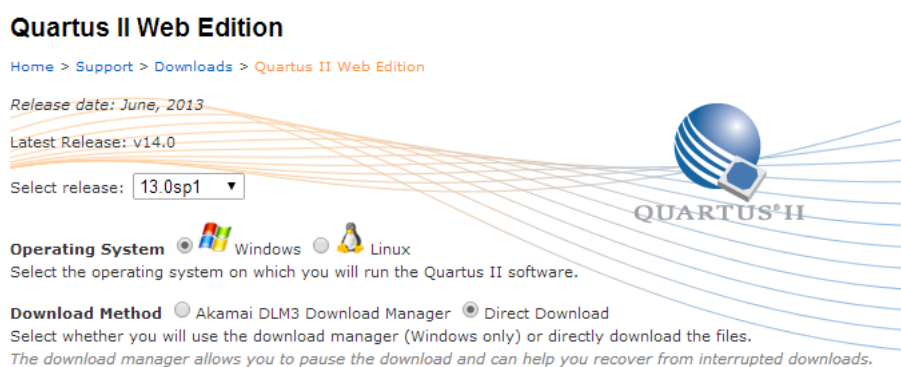 Quartus II Web Edition
Home > Support > Downloads > Quartus II Web Edition
Release date: June, 2013
Latest Release: v14.0
Select release: 13.0sp1
QUARTUS® II
Operating System Windows Linux
Select the operating system on which you will run the Quartus II software.
Download Method Akamai DLM3 Download Manager Direct Download
Select whether you will use the download manager (Windows only) or directly download the files.
The download manager allows you to pause the download and can help you recover from interrupted downloads.